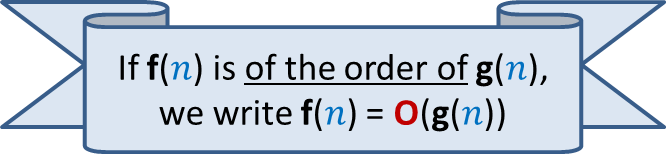 If f(n) is of the order of g(n),
we write f(n) = O(g(n))